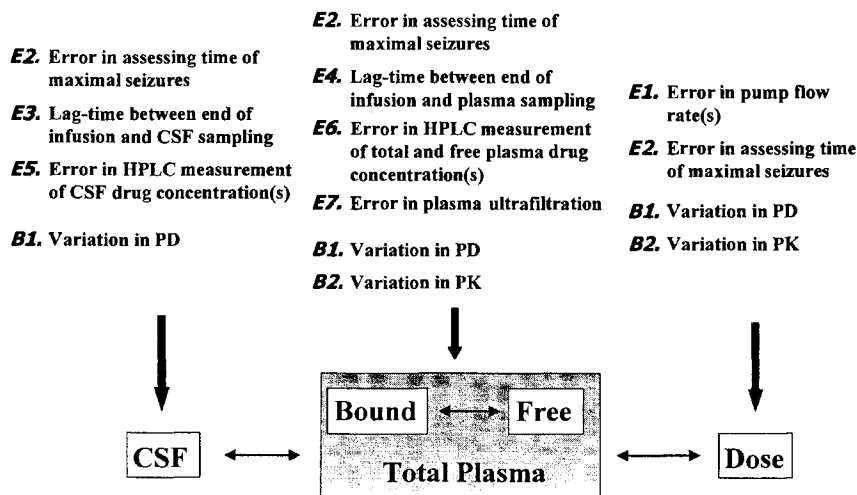 E2. Error in assessing time of
maximal seizures
E3. Lag-time between end of
infusion and CSF sampling
E5. Error in HPLC measurement
of CSF drug concentration(s)
B1. Variation in PD
E2. Error in assessing time of
maximal seizures
E4. Lag-time between end of
infusion and plasma sampling
E6. Error in HPLC measurement
of total and free plasma drug
concentration(s)
E7. Error in plasma ultrafiltration
B1. Variation in PD
B2. Variation in PK
E1. Error in pump flow
rate(s)
E2. Error in assessing time
of maximal seizures
B1. Variation in PD
B2. Variation in PK
CSF
Bound
Free
Total Plasma
Dose